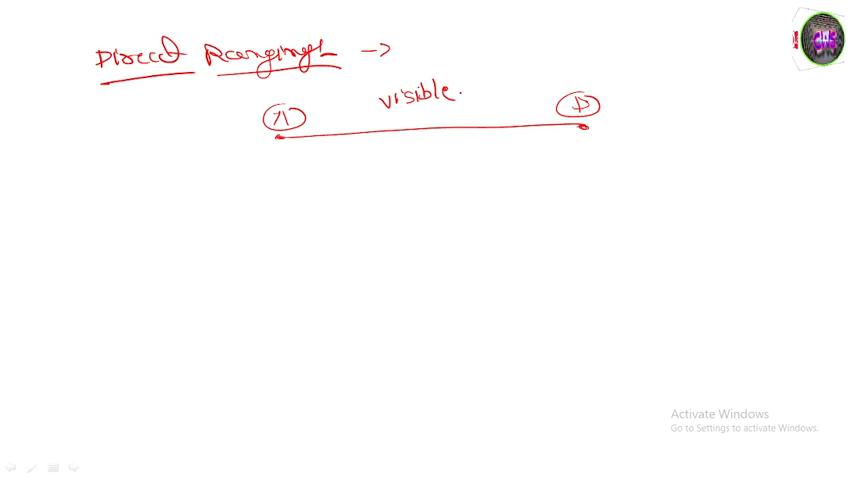 Direct Ranging →
visible.
A
Activate Windows
Go to Settings to activate Windows.